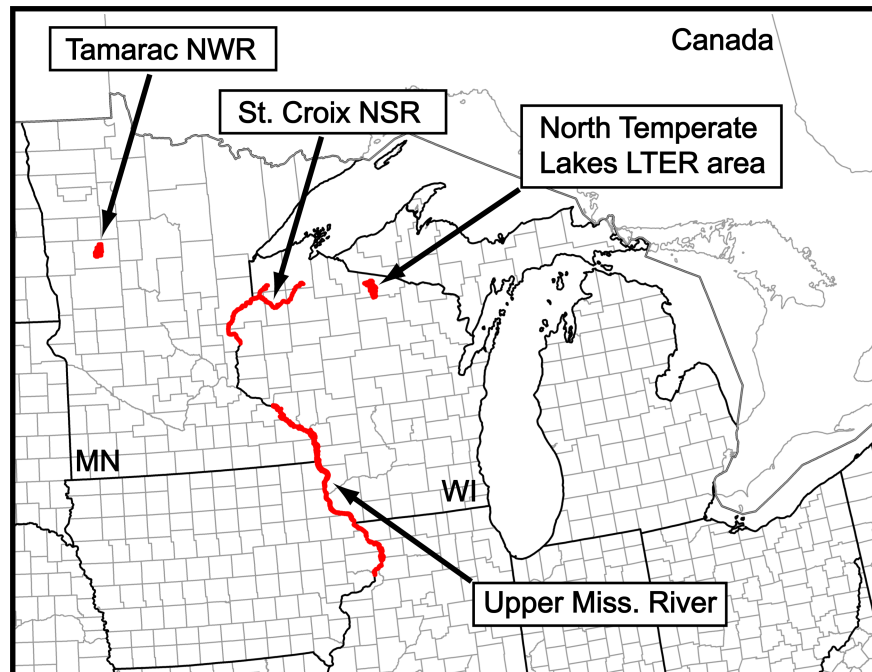 Tamarac NWR
Canada
St. Croix NSR
North Temperate
Lakes LTER area
MN
WI
Upper Miss. River